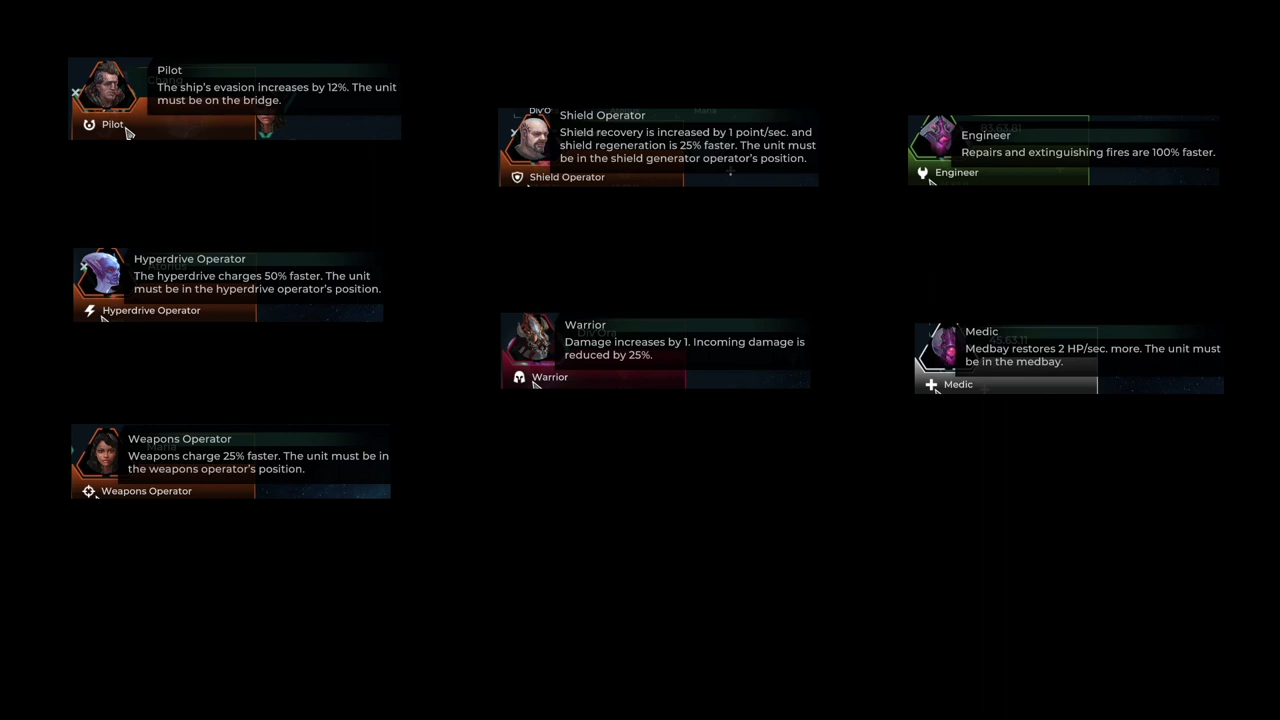 Pilot
The ship's evasion increases by 12%. The unit
must be on the bridge.
Pilot
Shield Operator
Shield recovery is increased by 1 point/sec. and
shield regeneration is 25% faster. The unit must
be in the shield generator operator's position.
Shield Operator
Engineer
Repairs and extinguishing fires are 100% faster.
Engineer
Hyperdrive Operator
The hyperdrive charges 50% faster. The unit
must be in the hyperdrive operator's position.
Hyperdrive Operator
Warrior
Damage increases by 1. Incoming damage is
reduced by 25%.
Warrior
Medic
Medbay restores 2 HP/sec. more. The unit must
be in the medbay.
Medic
Weapons Operator
Weapons charge 25% faster. The unit must be in
the weapons operator's position.
Weapons Operator